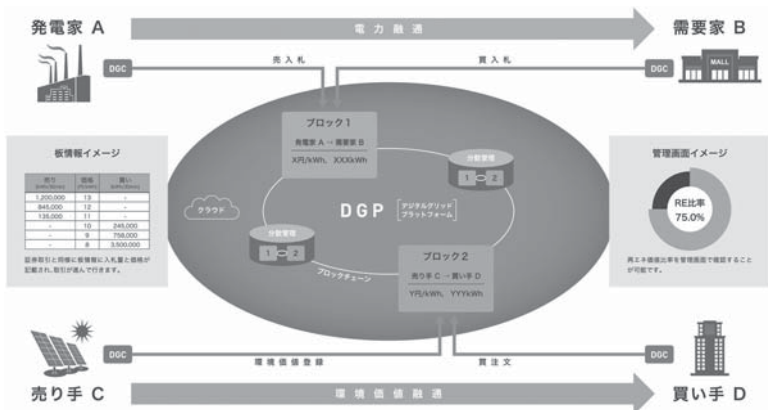 発電家 A
電力融通
需要家 B
売入札
買入札
DGC
DGC
MALL
ブロック1
発電家 A → 需要家 B
X円/kWh、 XXXkWh
分散管理
1 2
板情報イメージ
売り 価格 買い
1,200,000 13 -
845,000 12 -
135,000 11 -
- 10 245,000
- 9 758,000
- 8 3,500,000
証券取引と同様に板情報に入札量と価格が
記載され、取引が進んで行きます。
クラウド
DGP
デジタルグリッド
プラットフォーム
管理画面イメージ
RE比率
75.0%
再エネ価値比率を管理画面で確認すること
が可能です。
分散管理
1 2
ブロックチェーン
ブロック2
売り手 C → 買い手 D
Y円/kWh、 YYYkWh
DGC
環境価値登録
買注文
DGC
売り手 C
環境価値融通
買い手 D